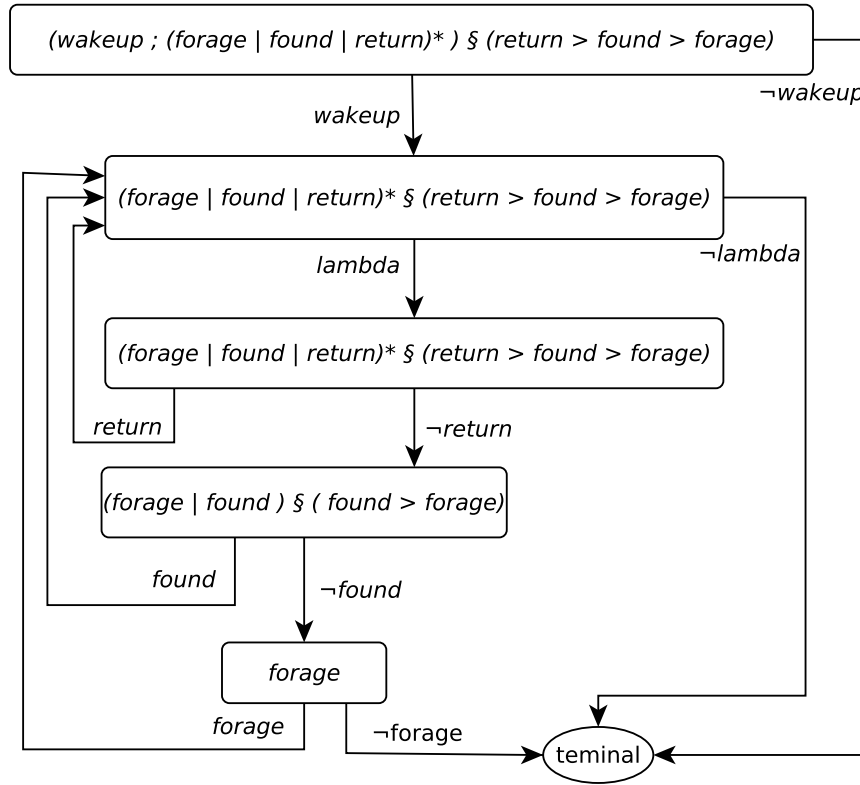 (wakeup ; (forage | found | return)* ) § (return > found > forage)
¬wakeup
wakeup
(forage | found | return)* § (return > found > forage)
¬lambda
lambda
(forage | found | return)* § (return > found > forage)
return
¬return
(forage | found ) § ( found > forage)
found
¬found
forage
forage
¬forage
teminal